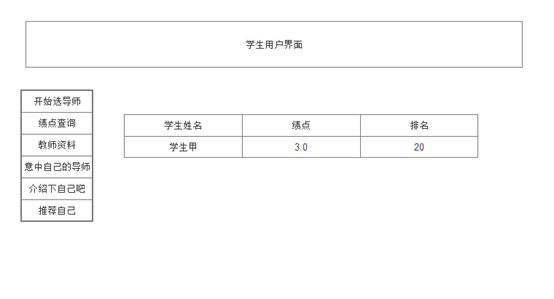 学生用户界面
开始选导师
绩点查询
教师资料
意中自己的导师
介绍下自己吧
推荐自己
学生姓名 绩点 排名
学生甲 3.0 20